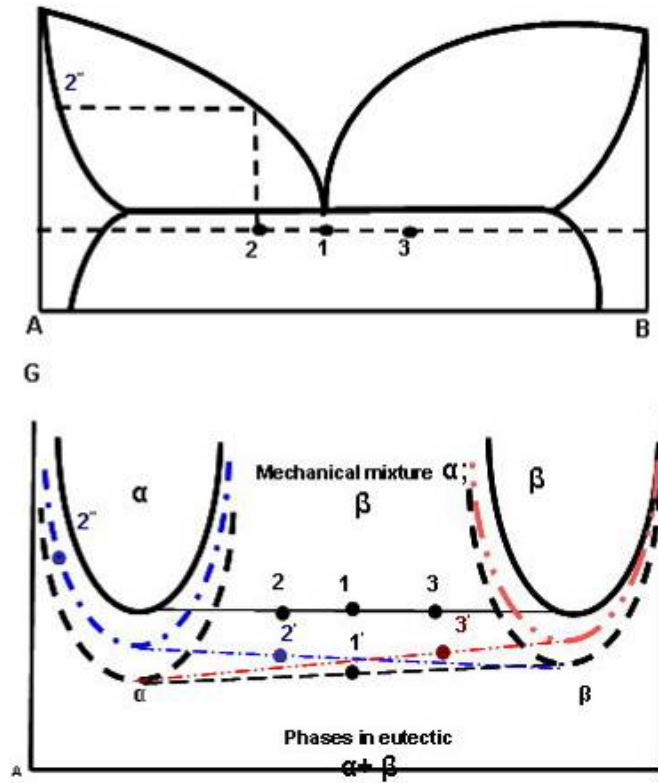 2"
2 1 3
A B
G
Mechanical mixture α;
β
α
β
2"
2 1 3
2' 1' 3'
α β
Phases in eutectic
α+ β
A